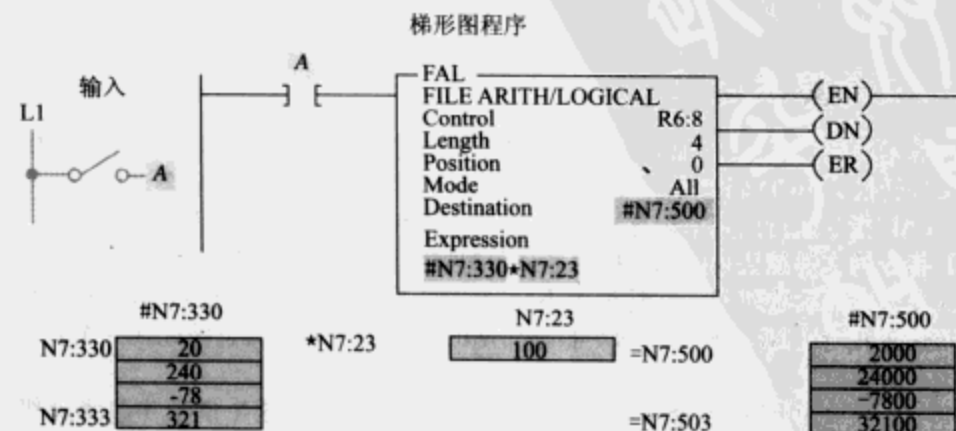 梯形图程序
输入
L1
A
A
FAL
FILE ARITH/LOGICAL
Control R6:8
Length 4
Position 0
Mode All
Destination #N7:500
Expression
#N7:330*N7:23
EN
DN
ER
#N7:330
N7:330 20
240
-78
N7:333 321
*N7:23
N7:23
100
=N7:500
=N7:503
#N7:500
2000
24000
-7800
32100